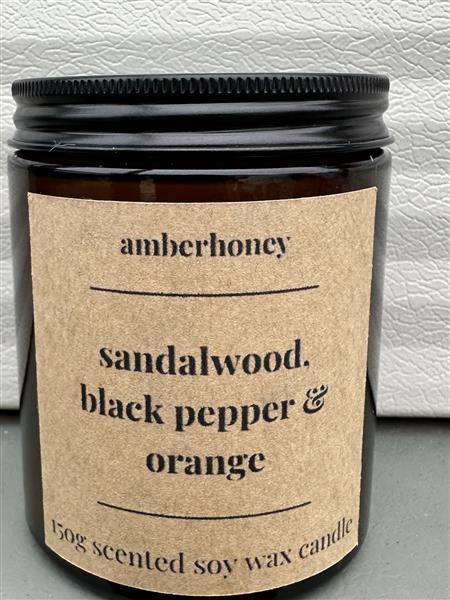 amberhoney
sandalwood,
black pepper &
orange
150g scented soy wax candle